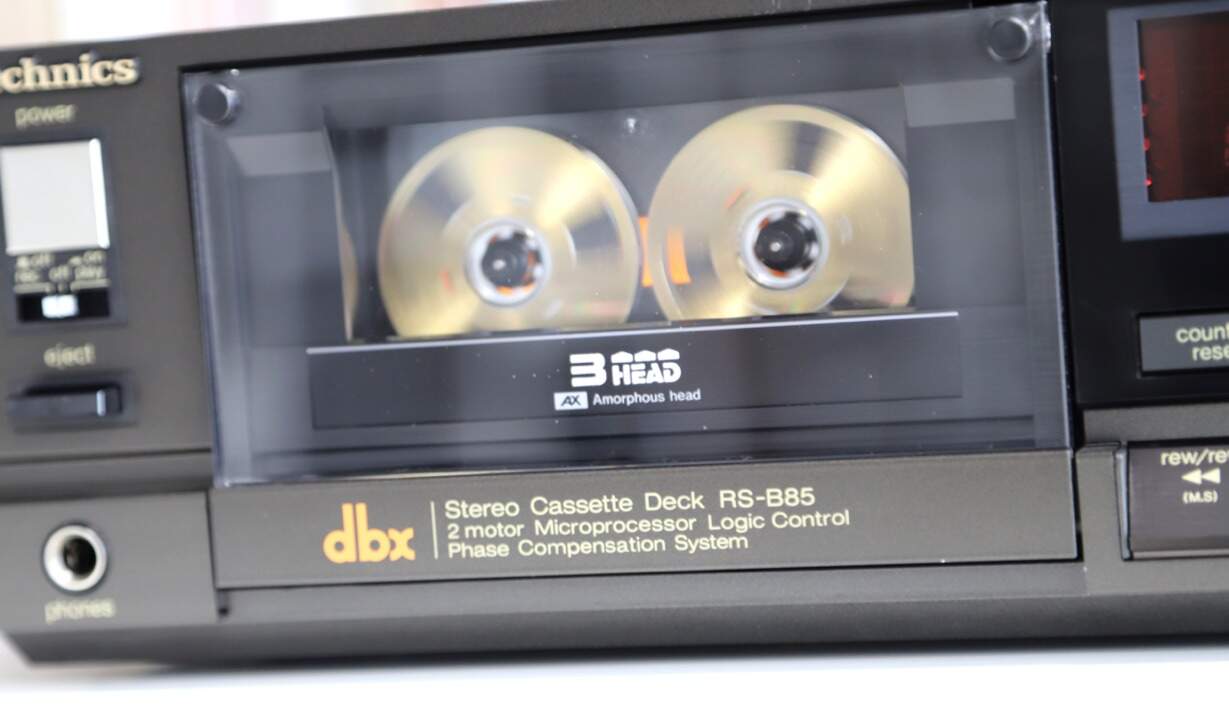 echnics
power
eject
phones
3 HEAD
AX Amorphous head
dbx
Stereo Cassette Deck RS-B85
2 motor Microprocessor Logic Control
Phase Compensation System
coun
rese
rew/re
(M.S)